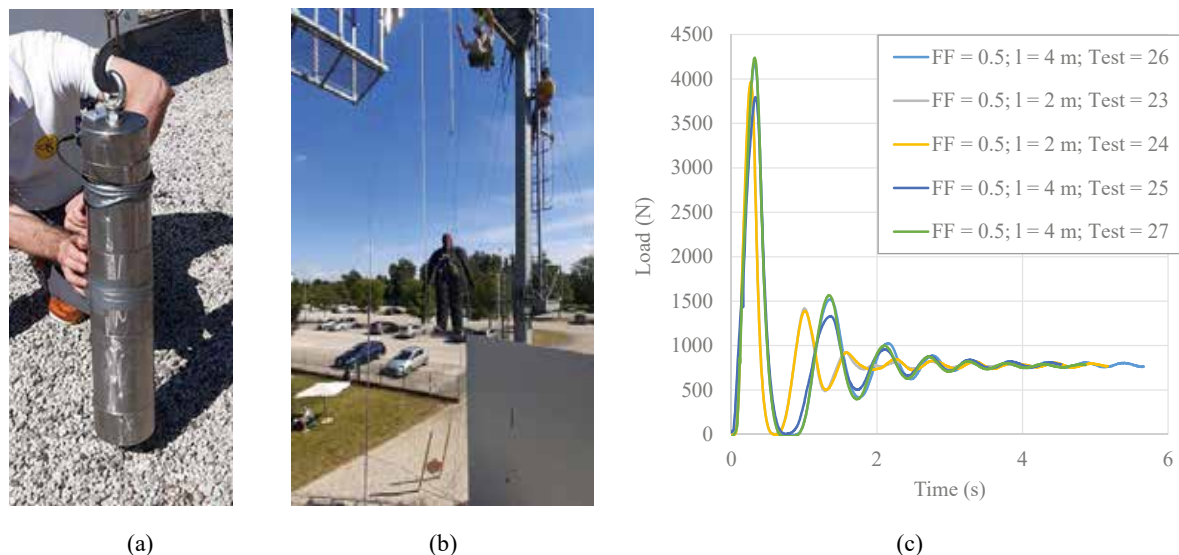 4500
4000
3500
3000
2500
2000
1500
1000
500
0
Load (N)
FF = 0.5; l = 4 m; Test = 26
FF = 0.5; l = 2 m; Test = 23
FF = 0.5; l = 2 m; Test = 24
FF = 0.5; l = 4 m; Test = 25
FF = 0.5; l = 4 m; Test = 27
0 2 4 6
Time (s)
(a) (b) (c)